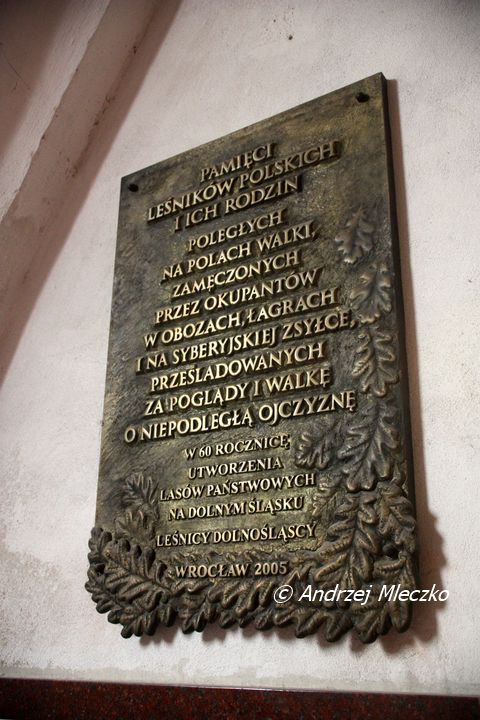 PAMIĘCI
LEŚNIKÓW POLSKICH
I ICH RODZIN
POLEGŁYCH
NA POLACH WALKI,
ZAMĘCZONYCH
PRZEZ OKUPANTÓW
W OBOZACH, ŁAGRACH
I NA SYBERYJSKIEJ ZSYŁCE,
PRZEŚLADOWANYCH
ZA POGLĄDY I WALKĘ
O NIEPODLEGŁĄ OJCZYZNĘ
W 60 ROCZNICĘ
UTWORZENIA
LASÓW PAŃSTWOWYCH
NA DOLNYM ŚLĄSKU
LEŚNICY DOLNOŚLĄSCY
WROCŁAW 2005
© Andrzej Mleczko